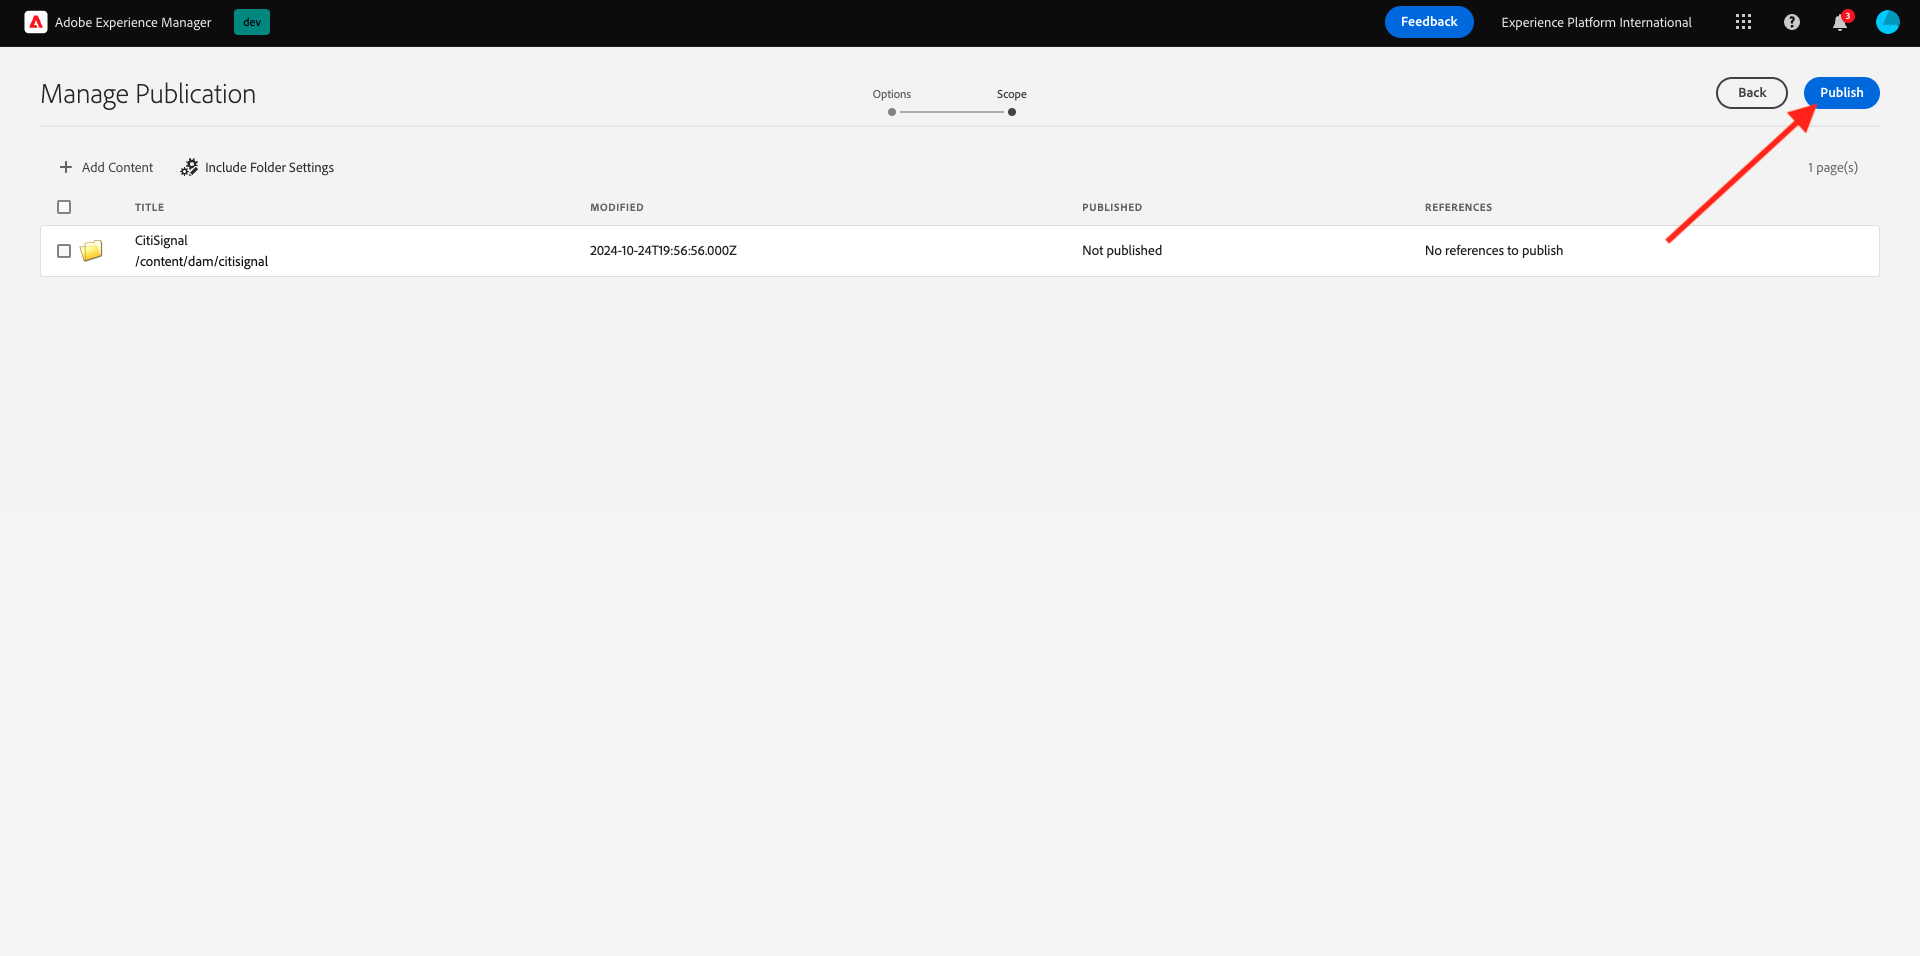 Adobe Experience Manager
dev
Feedback
Experience Platform International
3
Manage Publication
Options
Scope
Back
Publish
Add Content
Include Folder Settings
1 page(s)
TITLE
MODIFIED
PUBLISHED
REFERENCES
CitiSignal
/content/dam/citisignal
2024-10-24T19:56:56.000Z
Not published
No references to publish